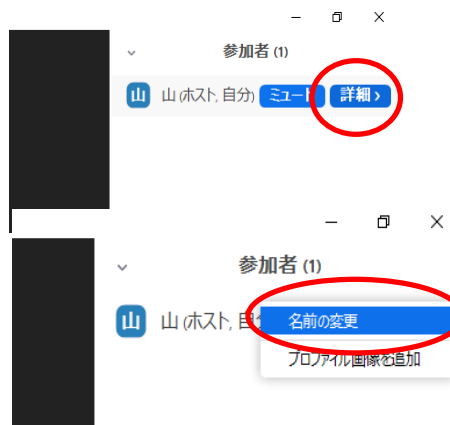 参加者 (1)
山 山 (ホスト, 自分) ミュート 詳細 >
参加者 (1)
山 山 (ホスト, 自 名前の変更
プロファイル画像を追加